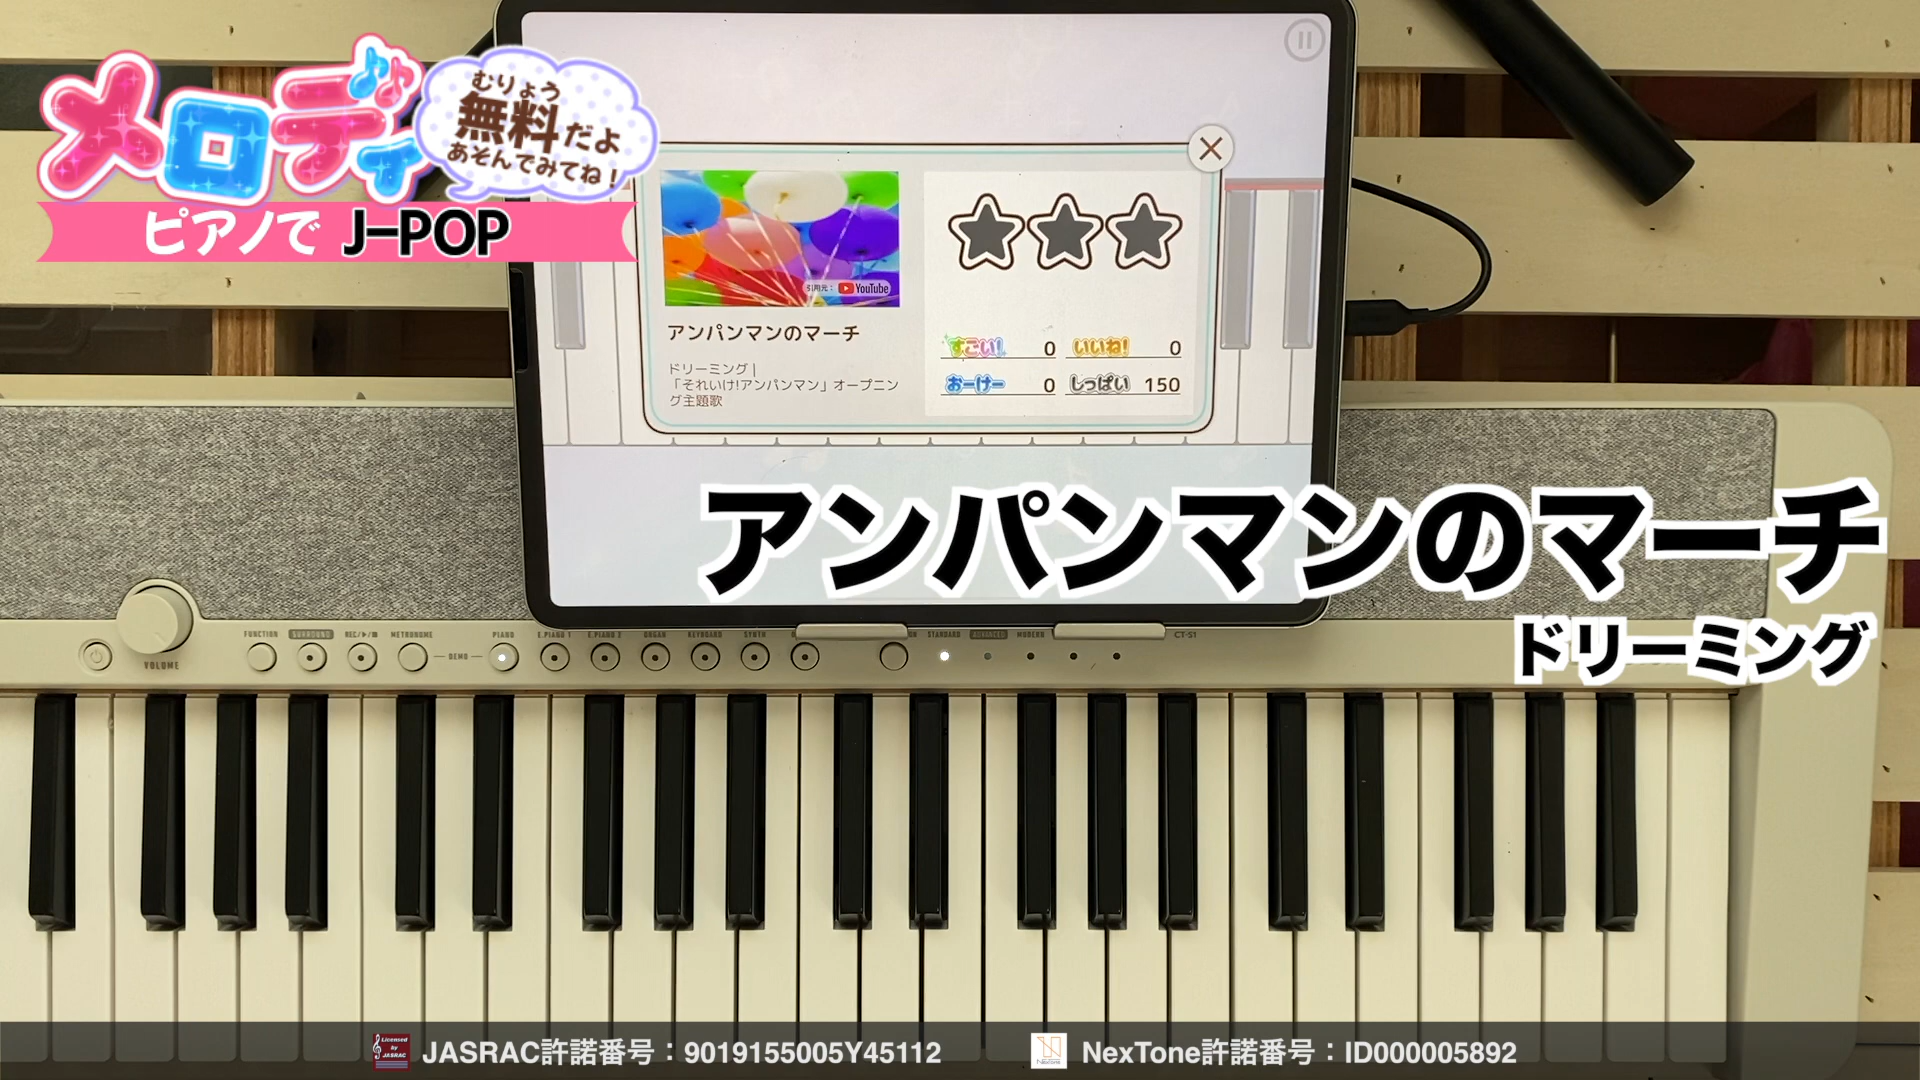 メロディ
むりょう
無料だよ
あそんでみてね!
ピアノで J-POP
引用元: YouTube
アンパンマンのマーチ
ドリーミング |
「それいけ!アンパンマン」オープニン
グ主題歌
すごい! 0 いいね! 0
おーけー 0 しっぱい 150
アンパンマンのマーチ
ドリーミング
VOLUME
FUNCTION SURROUND REC/▶/■ METRONOME DEMO PIANO E.PIANO 1 E.PIANO 2 ORGAN KEYBOARD SYNTH STANDARD ADVANCED MODERN CT-S1
Licensed
by
JASRAC
JASRAC許諾番号:9019155005Y45112
NexTone
NexTone許諾番号:ID000005892